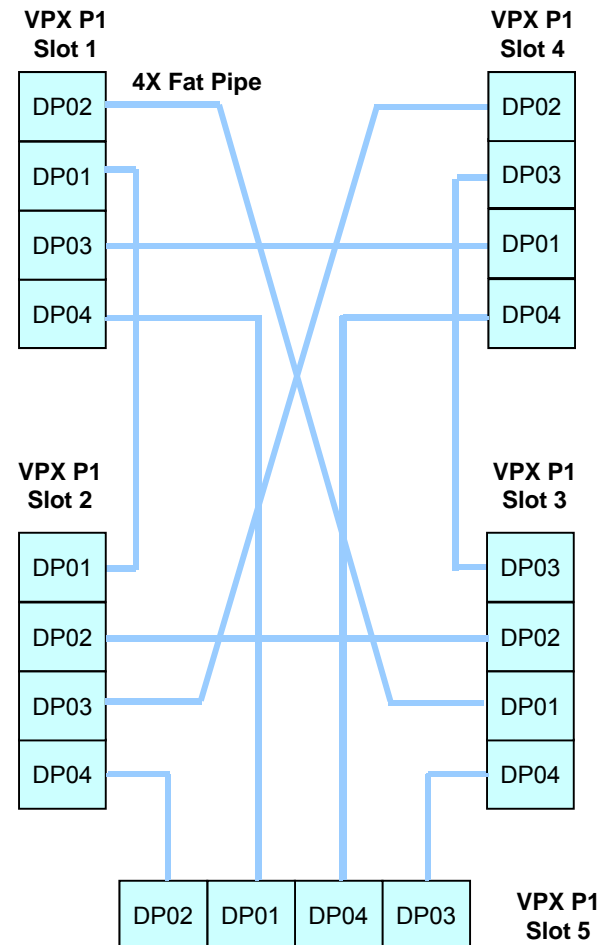 VPX P1
Slot 1
4X Fat Pipe
DP02
DP01
DP03
DP04
VPX P1
Slot 4
DP02
DP03
DP01
DP04
VPX P1
Slot 2
DP01
DP02
DP03
DP04
VPX P1
Slot 3
DP03
DP02
DP01
DP04
DP02 DP01 DP04 DP03
VPX P1
Slot 5